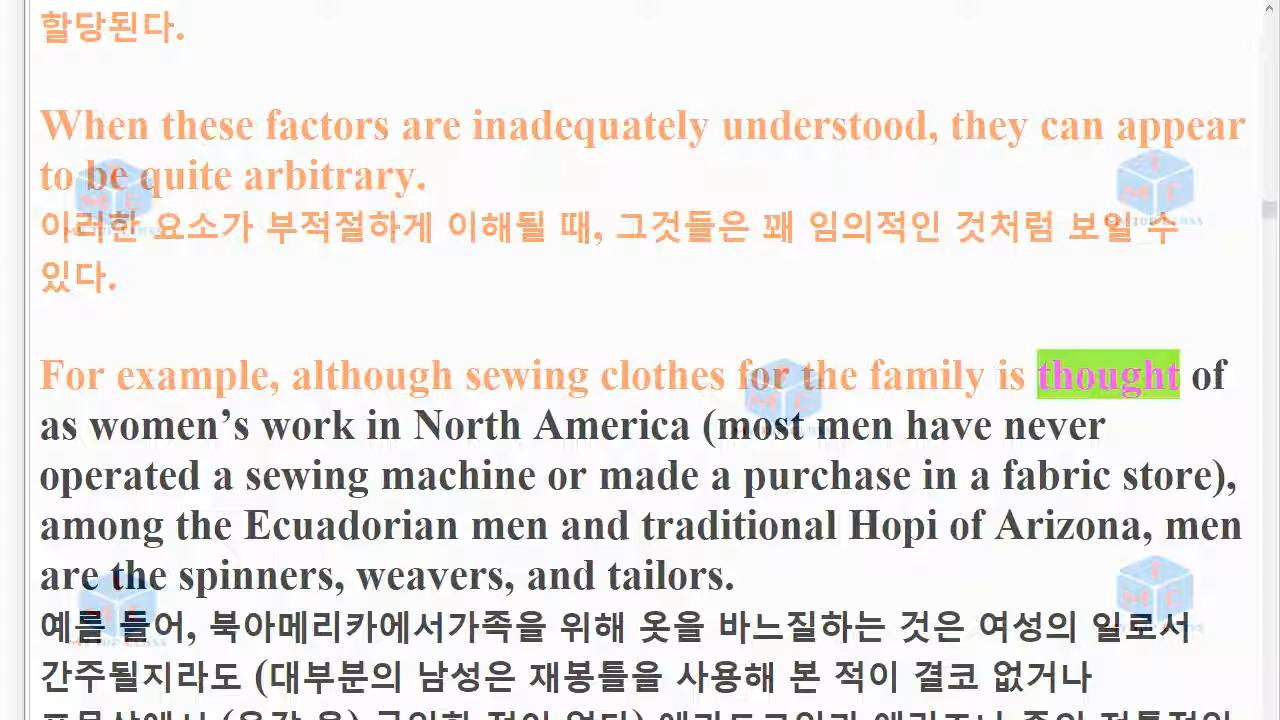 할당된다.
When these factors are inadequately understood, they can appear
to be quite arbitrary.
이러한 요소가 부적절하게 이해될 때, 그것들은 꽤 임의적인 것처럼 보일 수
있다.
For example, although sewing clothes for the family is thought of
as women’s work in North America (most men have never
operated a sewing machine or made a purchase in a fabric store),
among the Ecuadorian men and traditional Hopi of Arizona, men
are the spinners, weavers, and tailors.
예를 들어, 북아메리카에서가족을 위해 옷을 바느질하는 것은 여성의 일로서
간주될지라도 (대부분의 남성은 재봉틀을 사용해 본 적이 결코 없거나